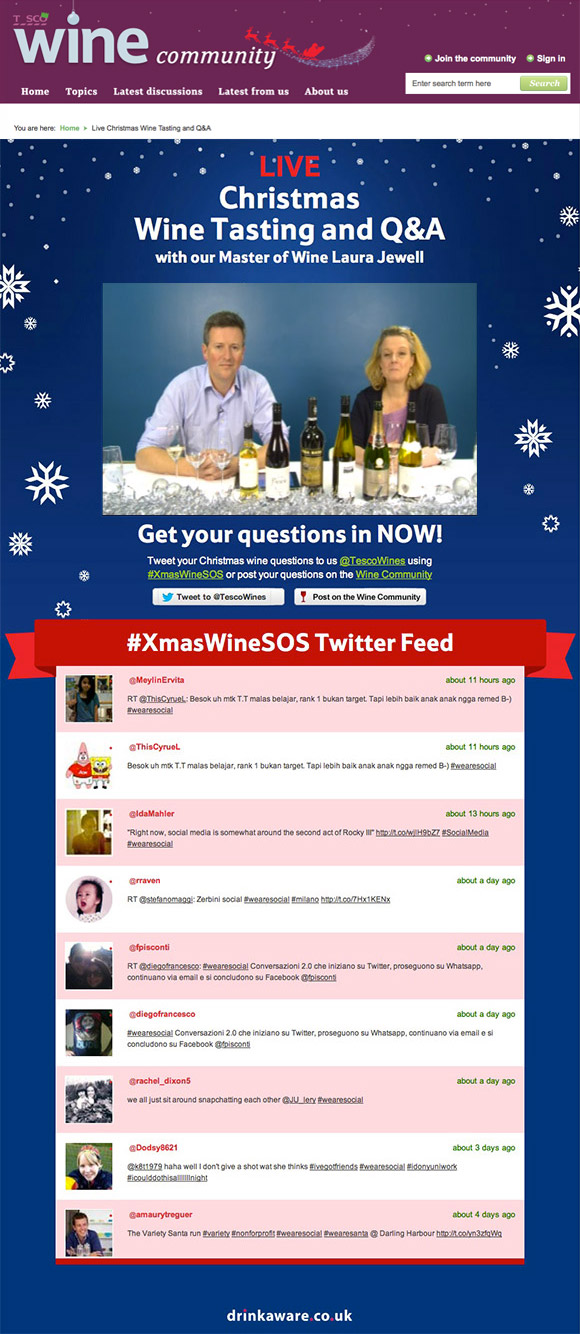 TESCO
wine community
Join the community
Sign in
Home
Topics
Latest discussions
Latest from us
About us
Enter search term here
Search
You are here: Home
Live Christmas Wine Tasting and Q&A
LIVE
Christmas
Wine Tasting and Q&A
with our Master of Wine Laura Jewell
Get your questions in NOW!
Tweet your Christmas wine questions to us @TescoWines using
#XmasWineSOS or post your questions on the Wine Community
Tweet to @TescoWines
Post on the Wine Community
#XmasWineSOS Twitter Feed
@MeylinErvita
about 11 hours ago
RT @ThisCyrueL: Besok uh mtk T.T malas belajar, rank 1 bukan target. Tapi lebih baik anak anak ngga remed B-)
#wearesocial
@ThisCyrueL
about 11 hours ago
Besok uh mtk T.T malas belajar, rank 1 bukan target. Tapi lebih baik anak anak ngga remed B-) #wearesocial
@IdaMahler
about 13 hours ago
"Right now, social media is somewhat around the second act of Rocky III" http://t.co/wjlH9bZ7 #SocialMedia
#wearesocial
@rraven
about a day ago
RT @stefanomaggi: Zerbini social #wearesocial #milano http://t.co/7Hx1KENx
@fpisconti
about a day ago
RT @diegofrancesco: #wearesocial Conversazioni 2.0 che iniziano su Twitter, proseguono su Whatsapp,
continuano via email e si concludono su Facebook @fpisconti
@diegofrancesco
about a day ago
#wearesocial Conversazioni 2.0 che iniziano su Twitter, proseguono su Whatsapp, continuano via email e si
concludono su Facebook @fpisconti
@rachel_dixon5
about a day ago
we all just sit around snapchatting each other @JU_lery #wearesocial
@Dodsy8621
about 3 days ago
@k8t1979 haha well I don't give a shot wat she thinks #ivegotfriends #wearesocial #idonyuniwork
#icoulddothisalllllllnight
@amaurytreguer
about 4 days ago
The Variety Santa run #variety #nonforprofit #wearesocial #wearesanta @ Darling Harbour http://t.co/yn3zfqWq
drinkaware.co.uk